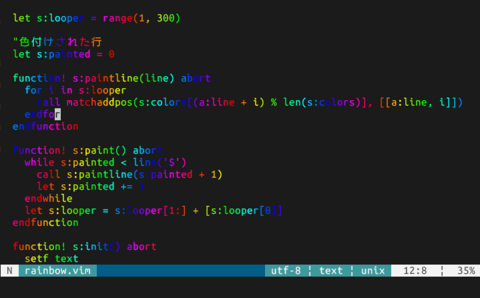 let s:looper = range(1, 300)
"色付けされた行
let s:painted = 0
function! s:paintline(line) abort
for i in s:looper
call matchaddpos(s:colors[(a:line + i) % len(s:colors)], [[a:line, i]])
endfor
endfunction
function! s:paint() abort
while s:painted < line('$')
call s:paintline(s:painted + 1)
let s:painted +=
endwhile
let s:looper = s:looper[1:] + [s:looper[0]]
endfunction
function! s:init() abort
setf text
N rainbow.vim utf-8 | text | unix 12:8 35%